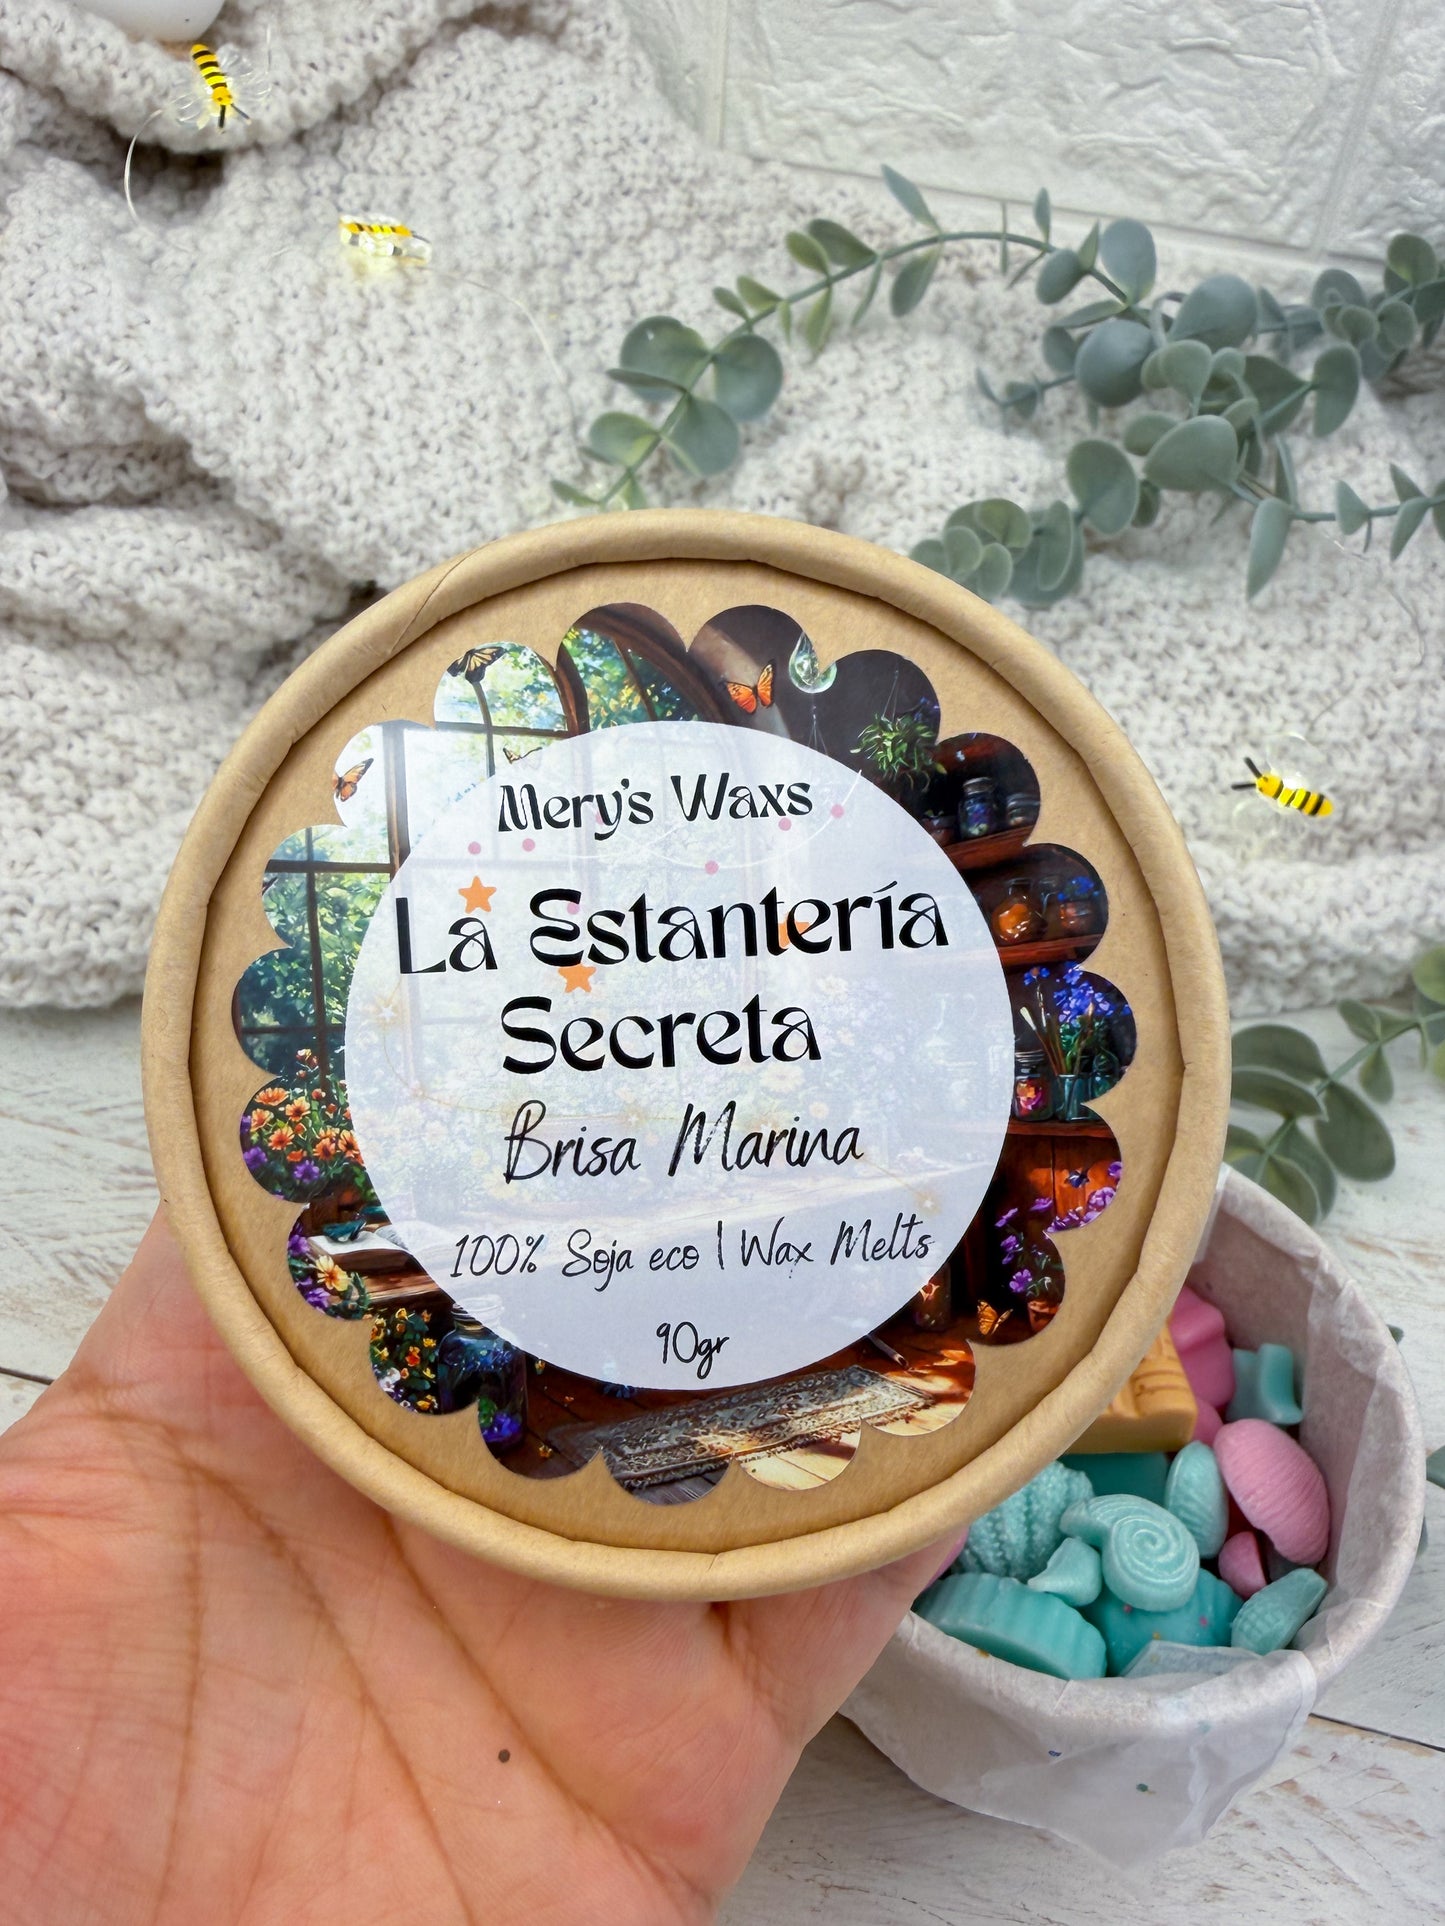 Mery's Waxs
La Estantería
Secreta
Brisa Marina
100% Soja eco | Wax Melts
90gr